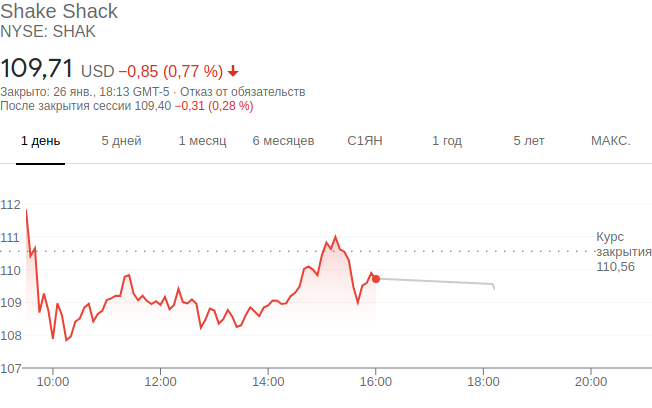 Shake Shack
NYSE: SHAK
109,71 USD −0,85 (0,77 %)
Закрыто: 26 янв., 18:13 GMT-5 · Отказ от обязательств
После закрытия сессии 109,40 −0,31 (0,28 %)
1 день 5 дней 1 месяц 6 месяцев С1ЯН 1 год 5 лет МАКС.
112
111
110
109
108
107
Курс
закрытия
110,56
10:00 12:00 14:00 16:00 18:00 20:00